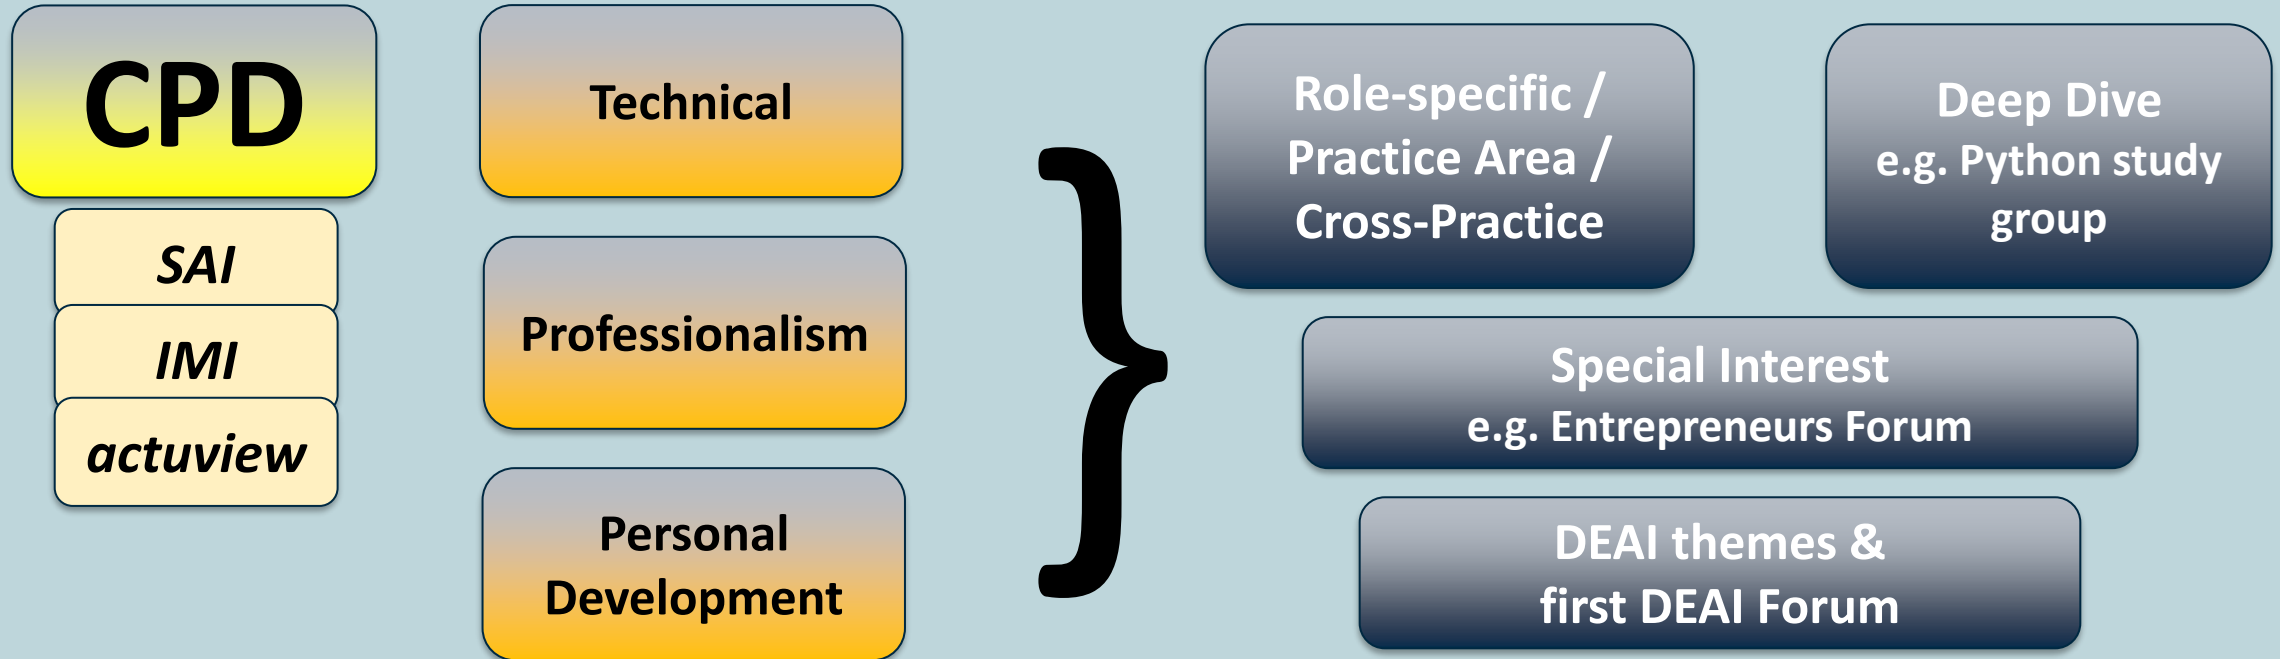 CPD
SAI
IMI
actuview
Technical
Professionalism
Personal
Development
}
Role-specific /
Practice Area /
Cross-Practice
Deep Dive
e.g. Python study
group
Special Interest
e.g. Entrepreneurs Forum
DEAI themes &
first DEAI Forum